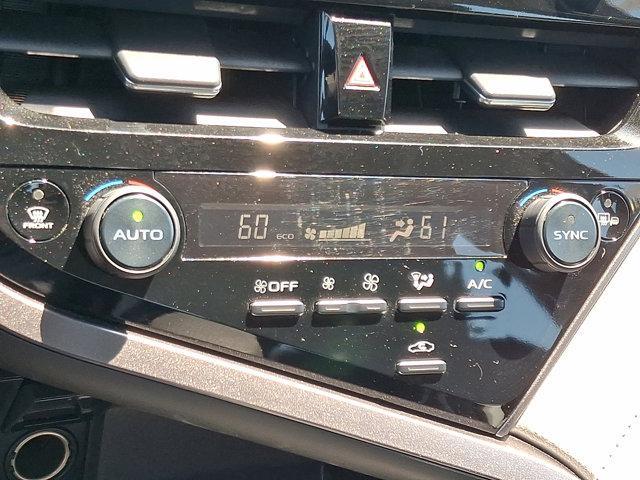 FRONT
AUTO
60 ECO 61
SYNC
OFF
A/C